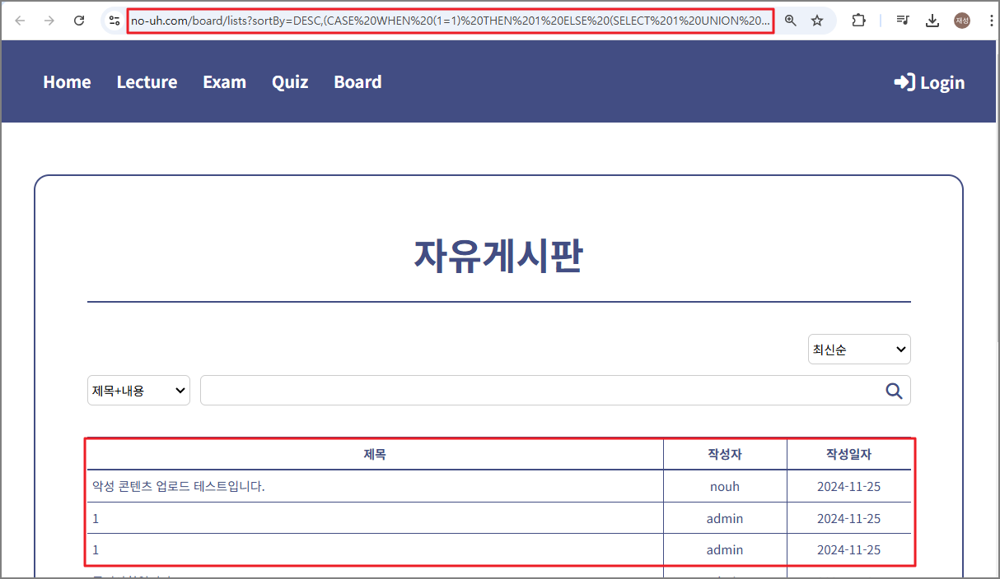 no-uh.com/board/lists?sortBy=DESC,(CASE%20WHEN%20(1=1)%20THEN%201%20ELSE%20(SELECT%201%20UNION%20...
재성
Home Lecture Exam Quiz Board Login
자유게시판
최신순
제목+내용
제목 작성자 작성일자
악성 콘텐츠 업로드 테스트입니다. nouh 2024-11-25
1 admin 2024-11-25
1 admin 2024-11-25